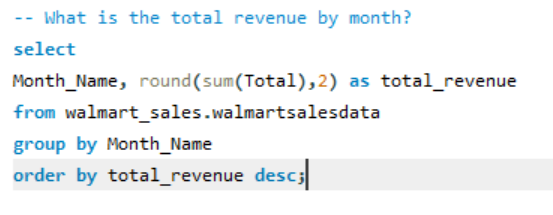 -- What is the total revenue by month?
select
Month_Name, round(sum(Total),2) as total_revenue
from walmart_sales.walmartsalesdata
group by Month_Name
order by total_revenue desc;